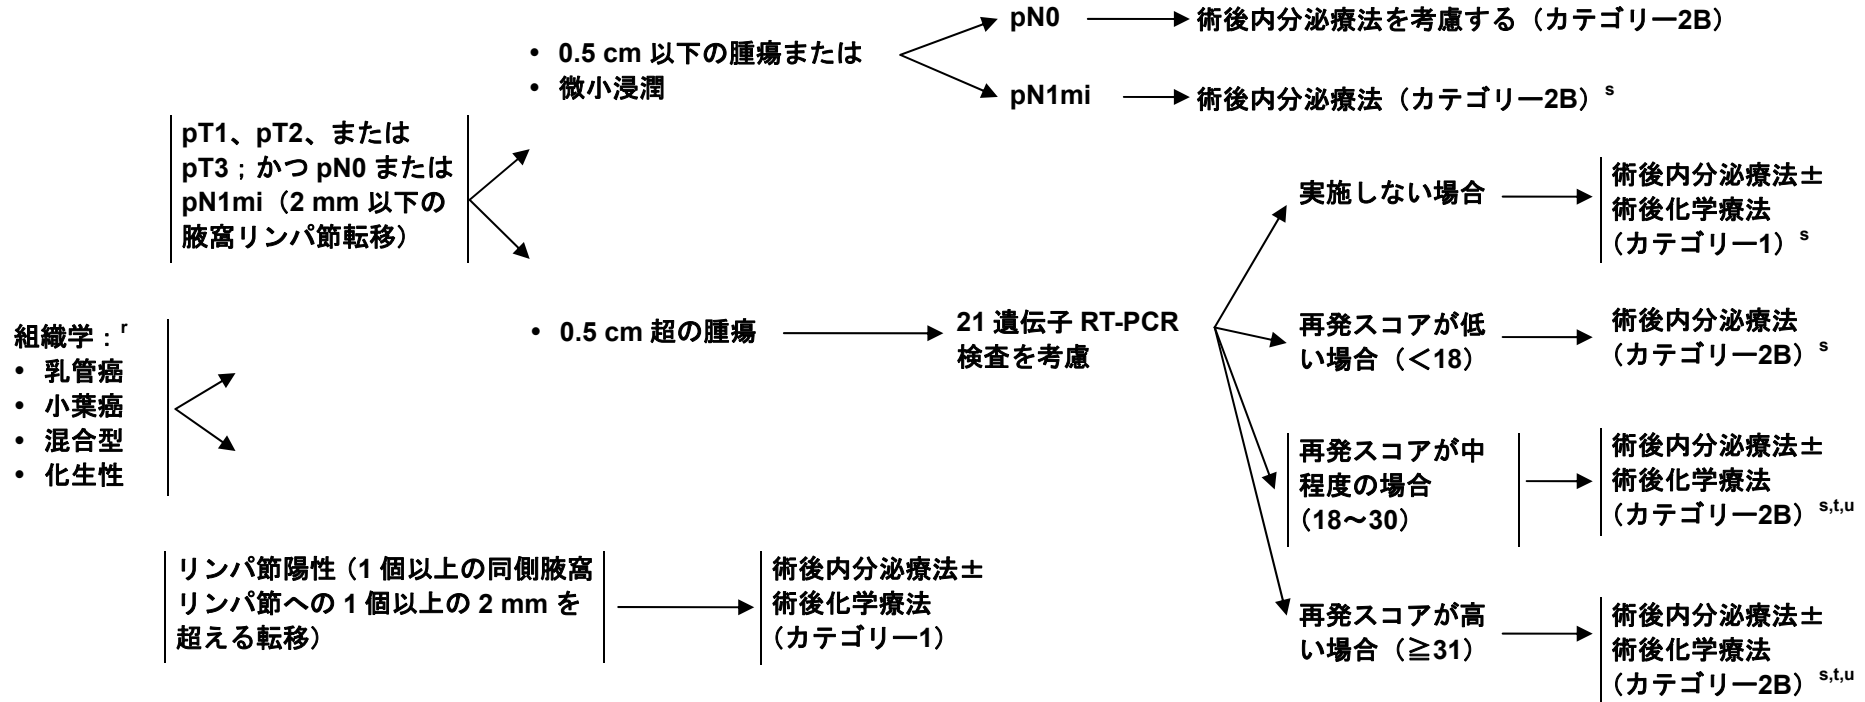 組織学：r
• 乳管癌
• 小葉癌
• 混合型
• 化生性
pT1、pT2、または
pT3；かつ pN0 または
pN1mi（2 mm 以下の
腋窩リンパ節転移）
• 0.5 cm 以下の腫瘍または
• 微小浸潤
pN0
術後内分泌療法を考慮する（カテゴリー2B）
pN1mi
術後内分泌療法（カテゴリー2B）s
• 0.5 cm 超の腫瘍
21 遺伝子 RT-PCR
検査を考慮
実施しない場合
術後内分泌療法±
術後化学療法
（カテゴリー1）s
再発スコアが低
い場合（＜18）
術後内分泌療法
（カテゴリー2B）s
再発スコアが中
程度の場合
（18～30）
術後内分泌療法±
術後化学療法
（カテゴリー2B）s,t,u
再発スコアが高
い場合（≧31）
術後内分泌療法±
術後化学療法
（カテゴリー2B）s,t,u
リンパ節陽性（1 個以上の同側腋窩
リンパ節への 1 個以上の 2 mm を
超える転移）
術後内分泌療法±
術後化学療法
（カテゴリー1）